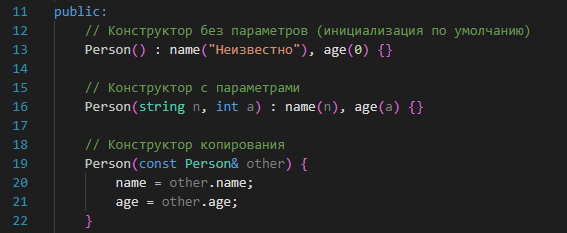 11 public:
12     // Конструктор без параметров (инициализация по умолчанию)
13     Person() : name("Неизвестно"), age(0) {}
14
15     // Конструктор с параметрами
16     Person(string n, int a) : name(n), age(a) {}
17
18     // Конструктор копирования
19     Person(const Person& other) {
20         name = other.name;
21         age = other.age;
22     }